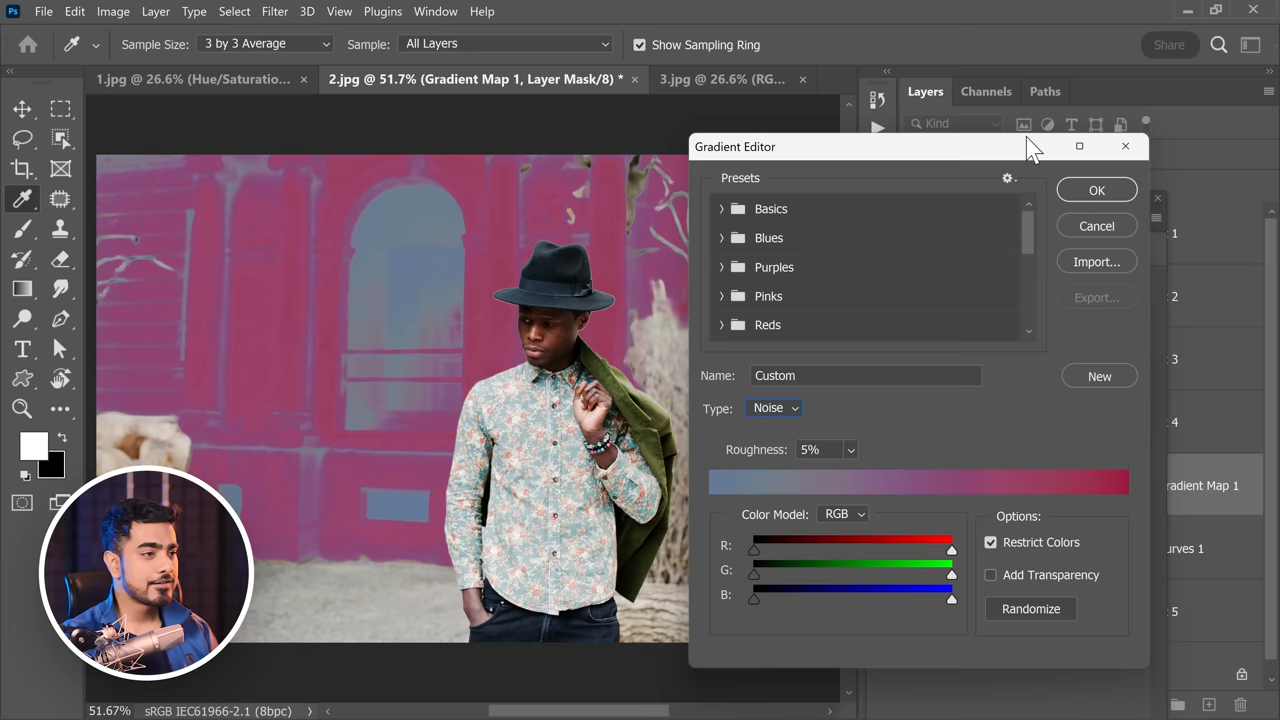 Ps File Edit Image Layer Type Select Filter 3D View Plugins Window Help
Sample Size: 3 by 3 Average Sample: All Layers Show Sampling Ring Share
1.jpg @ 26.6% (Hue/Saturatio... × 2.jpg @ 51.7% (Gradient Map 1, Layer Mask/8) * × 3.jpg @ 26.6% (RG... ×
Layers Channels Paths
Kind
Gradient Editor
Presets
Basics
Blues
Purples
Pinks
Reds
OK
Cancel
Import...
Export...
Name: Custom
New
Type: Noise
Roughness: 5%
Color Model: RGB
R:
G:
B:
Options:
Restrict Colors
Add Transparency
Randomize
1
2
3
4
radient Map 1
urves 1
5
51.67% sRGB IEC61966-2.1 (8bpc)